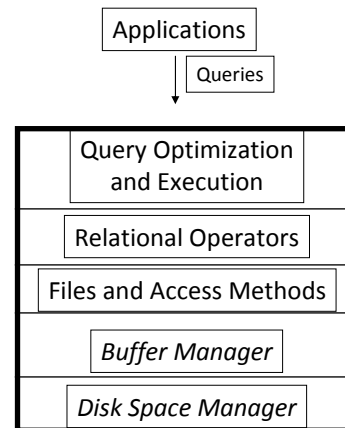 Applications
Queries
Query Optimization
and Execution
Relational Operators
Files and Access Methods
Buffer Manager
Disk Space Manager